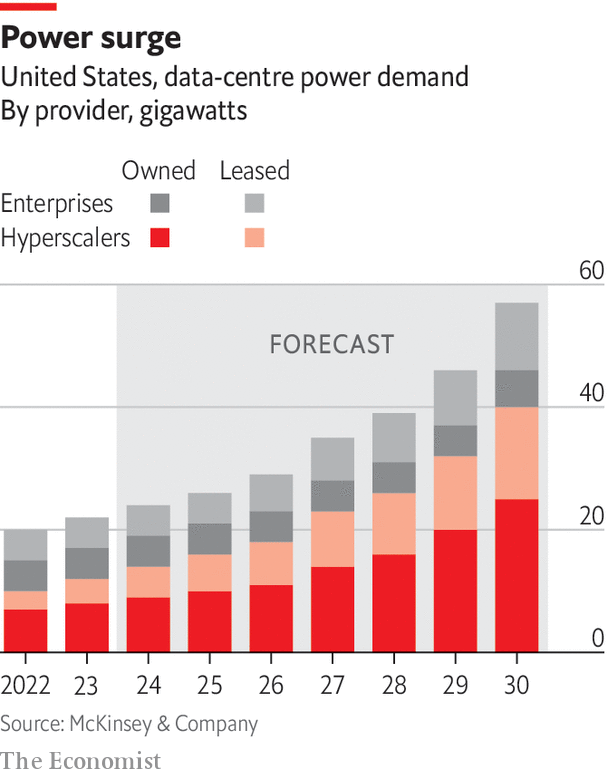 Power surge
United States, data-centre power demand
By provider, gigawatts
Owned Leased
Enterprises
Hyperscalers
60
FORECAST
40
20
0
2022 23 24 25 26 27 28 29 30
Source: McKinsey & Company
The Economist